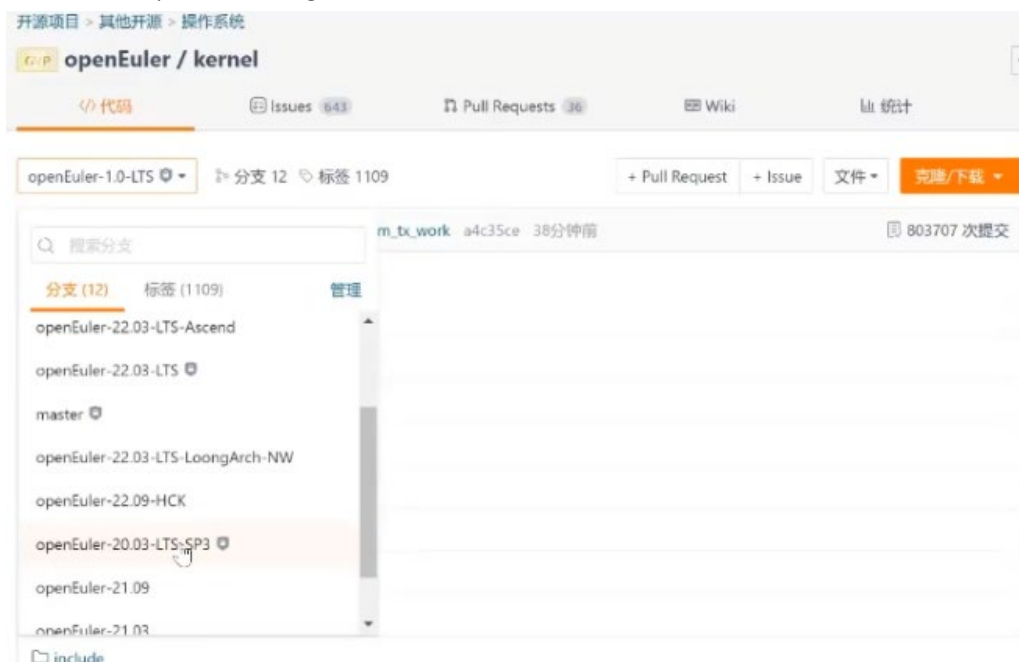 开源项目 > 其他开源 > 操作系统
GVP openEuler / kernel
</> 代码 Issues 643 Pull Requests 36 Wiki 统计
openEuler-1.0-LTS 分支 12 标签 1109 + Pull Request + Issue 文件 克隆/下载
搜索分支 m_tx_work a4c35ce 38分钟前 803707 次提交
分支 (12) 标签 (1109) 管理
openEuler-22.03-LTS-Ascend
openEuler-22.03-LTS
master
openEuler-22.03-LTS-LoongArch-NW
openEuler-22.09-HCK
openEuler-20.03-LTS-SP3
openEuler-21.09
openEuler-21.03
include